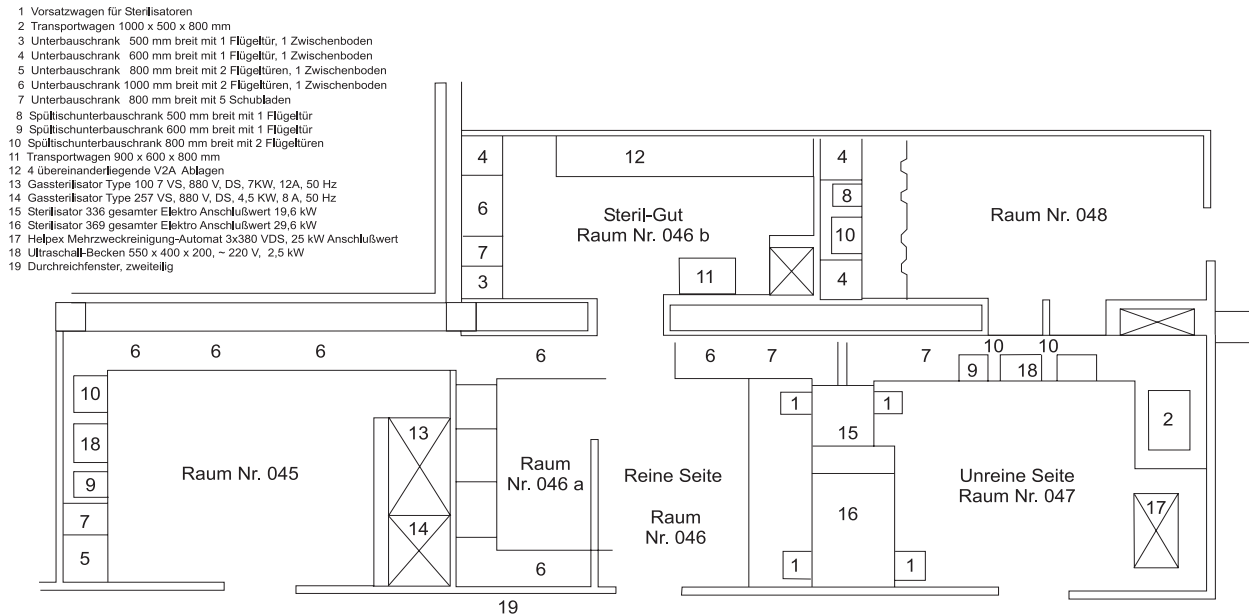 1 Vorsatzwagen für Sterilisatoren
2 Transportwagen 1000 x 500 x 800 mm
3 Unterbauschrank 500 mm breit mit 1 Flügeltür, 1 Zwischenboden
4 Unterbauschrank 600 mm breit mit 1 Flügeltür, 1 Zwischenboden
5 Unterbauschrank 800 mm breit mit 2 Flügeltüren, 1 Zwischenboden
6 Unterbauschrank 1000 mm breit mit 2 Flügeltüren, 1 Zwischenboden
7 Unterbauschrank 800 mm breit mit 5 Schubladen
8 Spültischunterbauschrank 500 mm breit mit 1 Flügeltür
9 Spültischunterbauschrank 600 mm breit mit 1 Flügeltür
10 Spültischunterbauschrank 800 mm breit mit 2 Flügeltüren
11 Transportwagen 900 x 600 x 800 mm
12 4 übereinanderliegende V2A Ablagen
13 Gassterilisator Type 100 7 VS, 880 V, DS, 7KW, 12A, 50 Hz
14 Gassterilisator Type 257 VS, 880 V, DS, 4,5 KW, 8 A, 50 Hz
15 Sterilisator 336 gesamter Elektro Anschlußwert 19,6 kW
16 Sterilisator 369 gesamter Elektro Anschlußwert 29,6 kW
17 Helpex Mehrzweckreinigung-Automat 3x380 VDS, 25 kW Anschlußwert
18 Ultraschall-Becken 550 x 400 x 200, ~ 220 V, 2,5 kW
19 Durchreichfenster, zweiteilig
4 12 4
8
6 Steril-Gut
Raum Nr. 046 b
Raum Nr. 048
10
7
3 11 4
6 6 6 6 6 7 7 10 10
9 18
10 1 1 2
13 15
18
Raum Nr. 045
Raum
Nr. 046 a
Reine Seite
Unreine Seite
Raum Nr. 047
9
7 14 Raum
Nr. 046
16 17
5 6 1 1
19